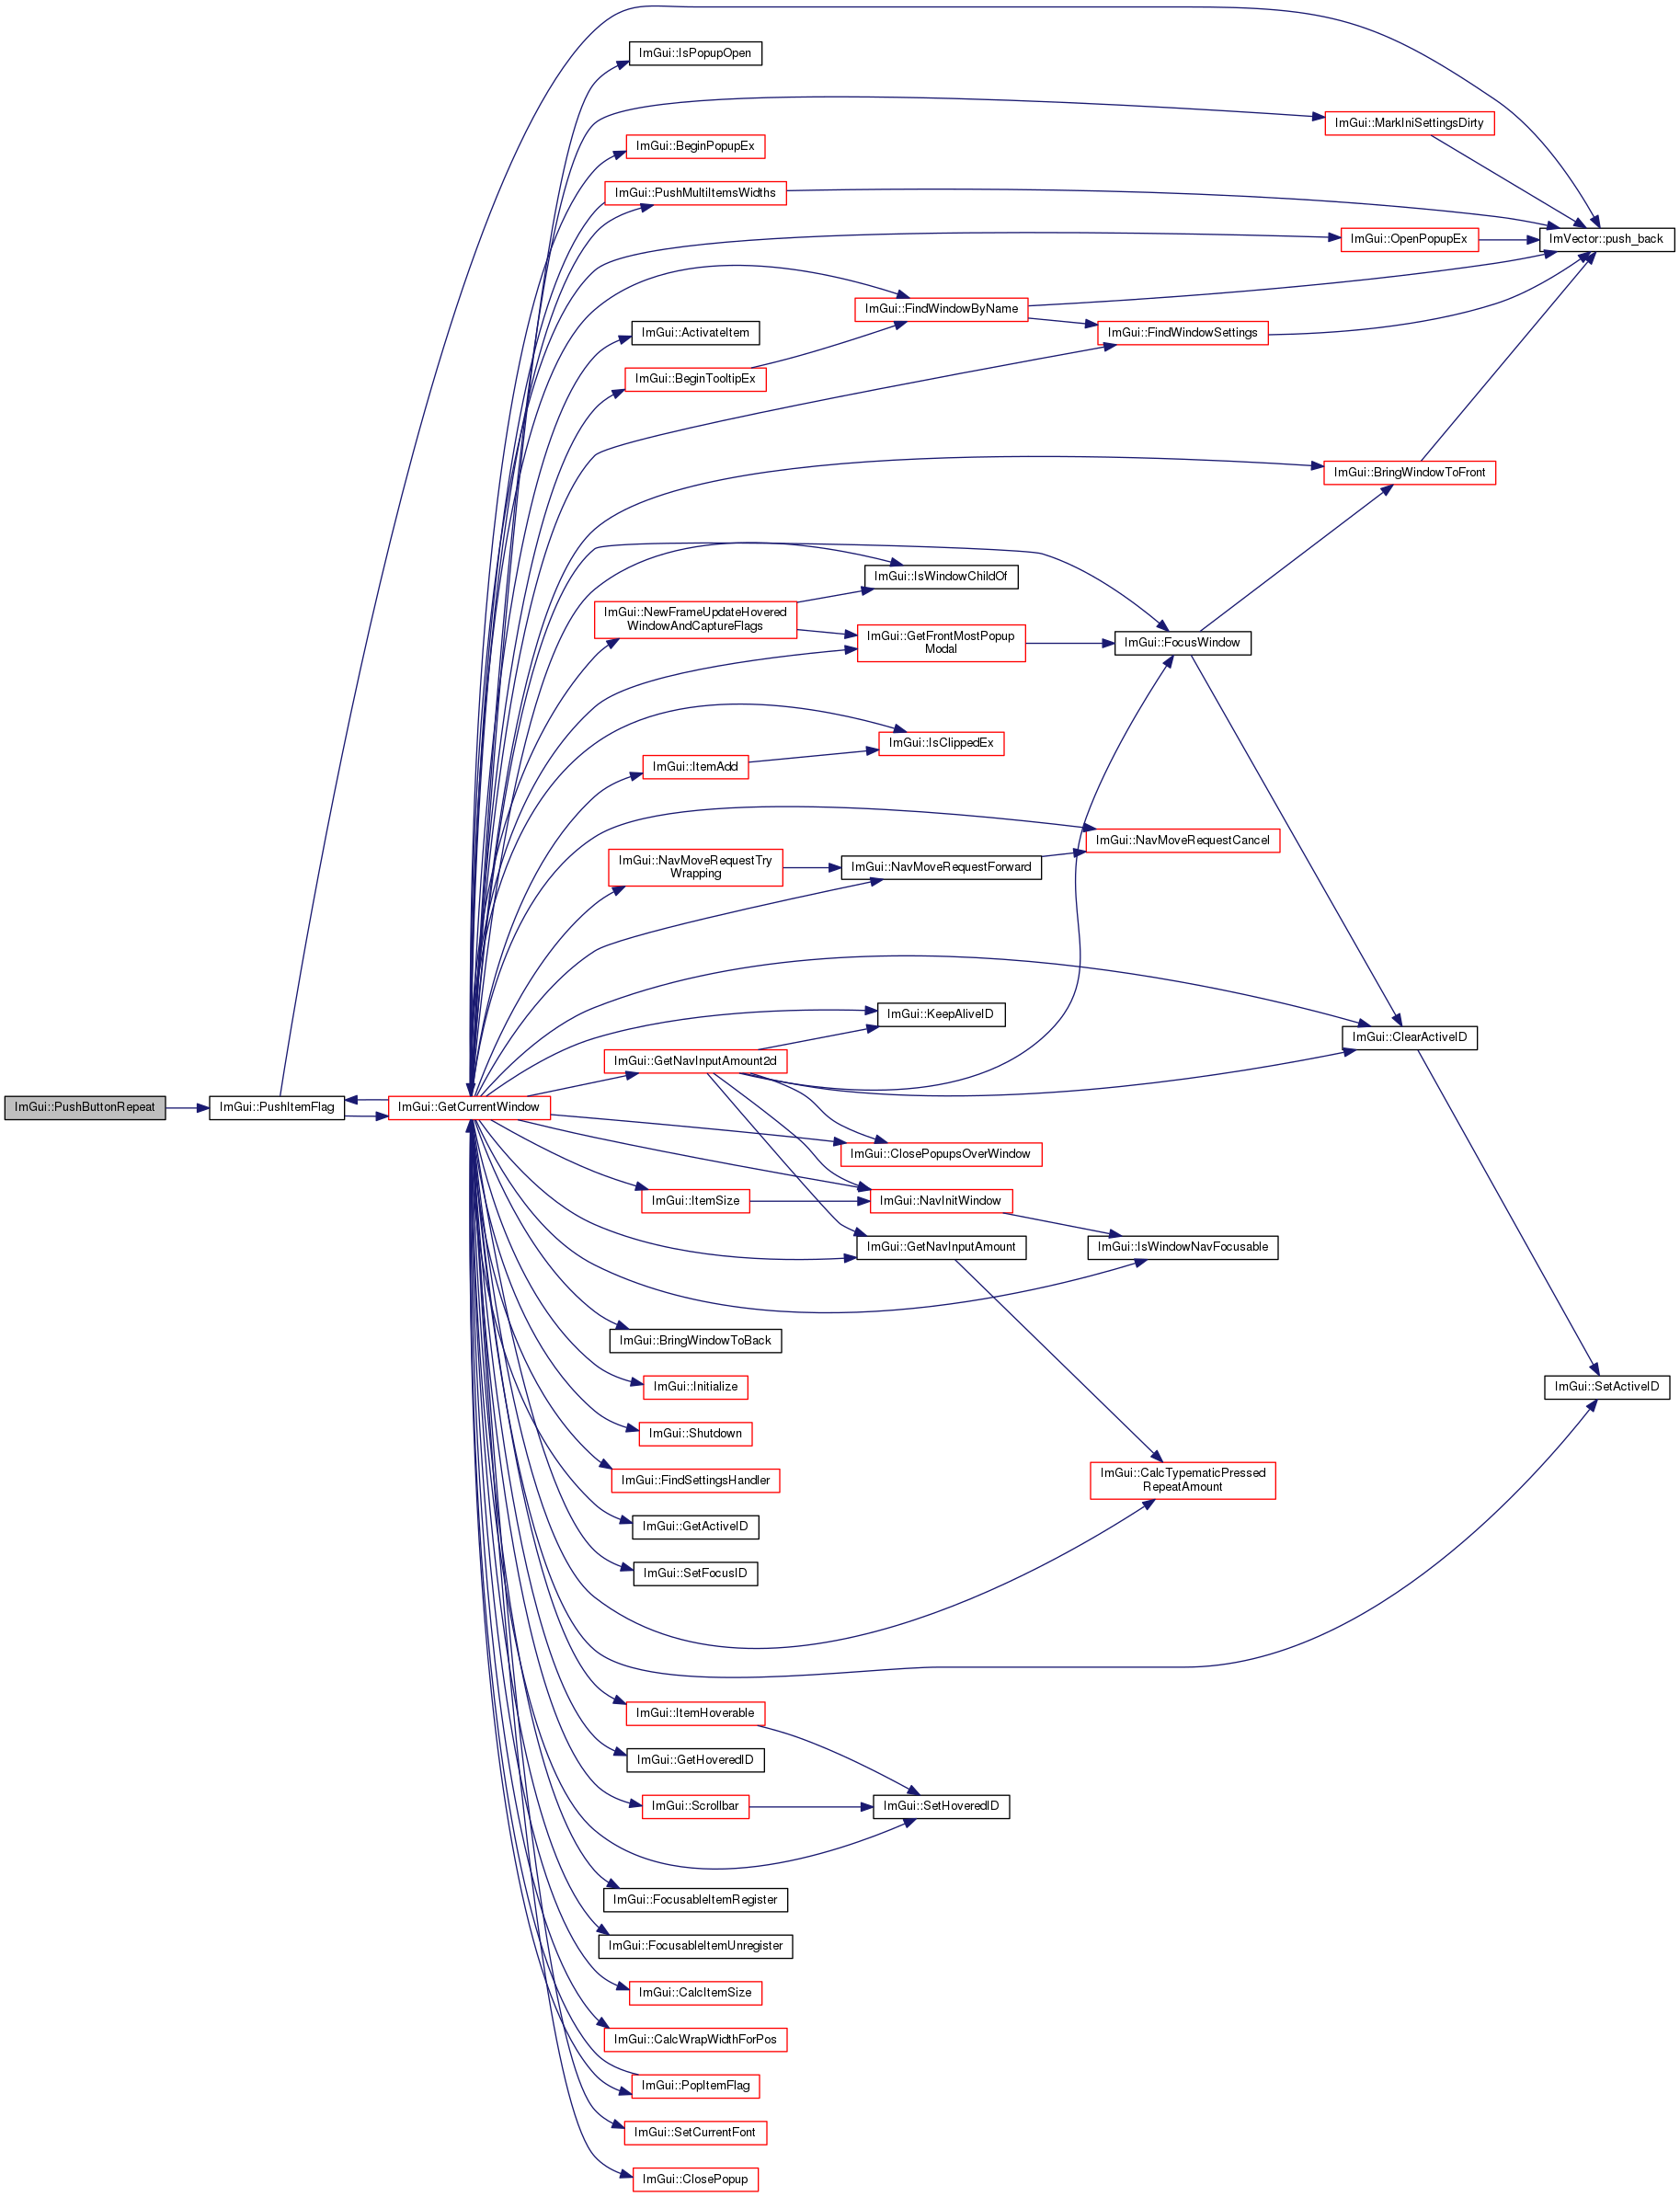 ImGui::IsPopupOpen
ImGui::MarkIniSettingsDirty
ImGui::BeginPopupEx
ImGui::PushMultiItemsWidths
ImGui::OpenPopupEx
ImVector::push_back
ImGui::FindWindowByName
ImGui::ActivateItem
ImGui::FindWindowSettings
ImGui::BeginTooltipEx
ImGui::BringWindowToFront
ImGui::IsWindowChildOf
ImGui::NewFrameUpdateHovered
WindowAndCaptureFlags
ImGui::GetFrontMostPopup
Modal
ImGui::FocusWindow
ImGui::IsClippedEx
ImGui::ItemAdd
ImGui::NavMoveRequestCancel
ImGui::NavMoveRequestTry
Wrapping
ImGui::NavMoveRequestForward
ImGui::KeepAliveID
ImGui::ClearActiveID
ImGui::GetNavInputAmount2d
ImGui::PushButtonRepeat
ImGui::PushItemFlag
ImGui::GetCurrentWindow
ImGui::ClosePopupsOverWindow
ImGui::ItemSize
ImGui::NavInitWindow
ImGui::GetNavInputAmount
ImGui::IsWindowNavFocusable
ImGui::BringWindowToBack
ImGui::Initialize
ImGui::SetActiveID
ImGui::Shutdown
ImGui::FindSettingsHandler
ImGui::CalcTypematicPressed
RepeatAmount
ImGui::GetActiveID
ImGui::SetFocusID
ImGui::ItemHoverable
ImGui::GetHoveredID
ImGui::Scrollbar
ImGui::SetHoveredID
ImGui::FocusableItemRegister
ImGui::FocusableItemUnregister
ImGui::CalcItemSize
ImGui::CalcWrapWidthForPos
ImGui::PopItemFlag
ImGui::SetCurrentFont
ImGui::ClosePopup